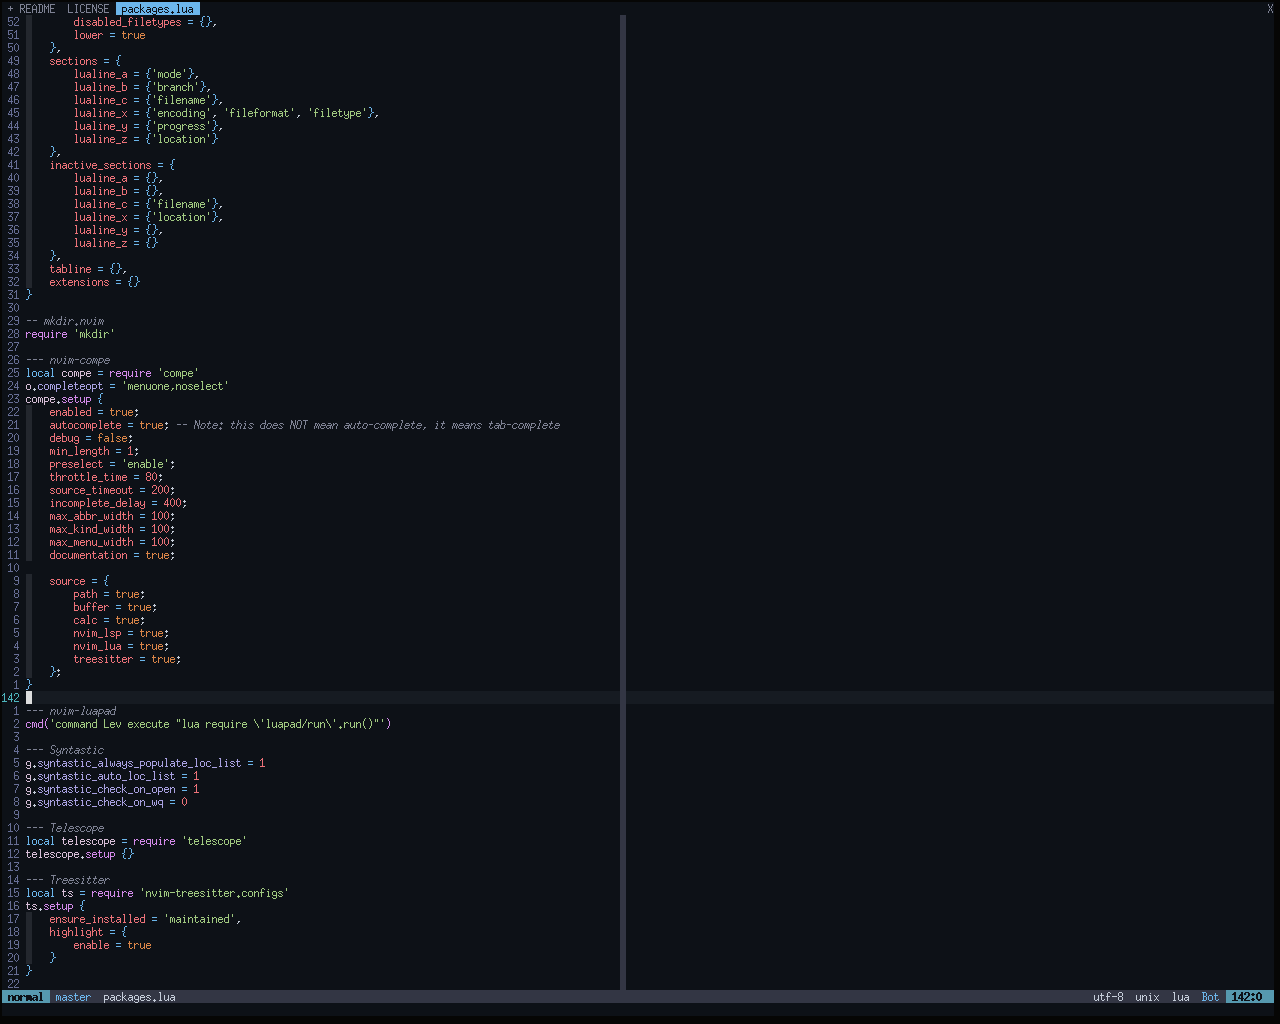 + README  LICENSE  packages.lua  X
52         disabled_filetypes = {},
51         lower = true
50     },
49     sections = {
48         lualine_a = {'mode'},
47         lualine_b = {'branch'},
46         lualine_c = {'filename'},
45         lualine_x = {'encoding', 'fileformat', 'filetype'},
44         lualine_y = {'progress'},
43         lualine_z = {'location'}
42     },
41     inactive_sections = {
40         lualine_a = {},
39         lualine_b = {},
38         lualine_c = {'filename'},
37         lualine_x = {'location'},
36         lualine_y = {},
35         lualine_z = {}
34     },
33     tabline = {},
32     extensions = {}
31 }
30
29 -- mkdir.nvim
28 require 'mkdir'
27
26 --- nvim-compe
25 local compe = require 'compe'
24 o.completeopt = 'menuone,noselect'
23 compe.setup {
22     enabled = true;
21     autocomplete = true; -- Note: this does NOT mean auto-complete, it means tab-complete
20     debug = false;
19     min_length = 1;
18     preselect = 'enable';
17     throttle_time = 80;
16     source_timeout = 200;
15     incomplete_delay = 400;
14     max_abbr_width = 100;
13     max_kind_width = 100;
12     max_menu_width = 100;
11     documentation = true;
10
9     source = {
8         path = true;
7         buffer = true;
6         calc = true;
5         nvim_lsp = true;
4         nvim_lua = true;
3         treesitter = true;
2     };
1 }
142
1 --- nvim-luapad
2 cmd('command Lev execute "lua require \'luapad/run\'.run()"')
3
4 --- Syntastic
5 g.syntastic_always_populate_loc_list = 1
6 g.syntastic_auto_loc_list = 1
7 g.syntastic_check_on_open = 1
8 g.syntastic_check_on_wq = 0
9
10 --- Telescope
11 local telescope = require 'telescope'
12 telescope.setup {}
13
14 --- Treesitter
15 local ts = require 'nvim-treesitter.configs'
16 ts.setup {
17     ensure_installed = 'maintained',
18     highlight = {
19         enable = true
20     }
21 }
22
normal  master  packages.lua  utf-8  unix  lua  Bot  142:0